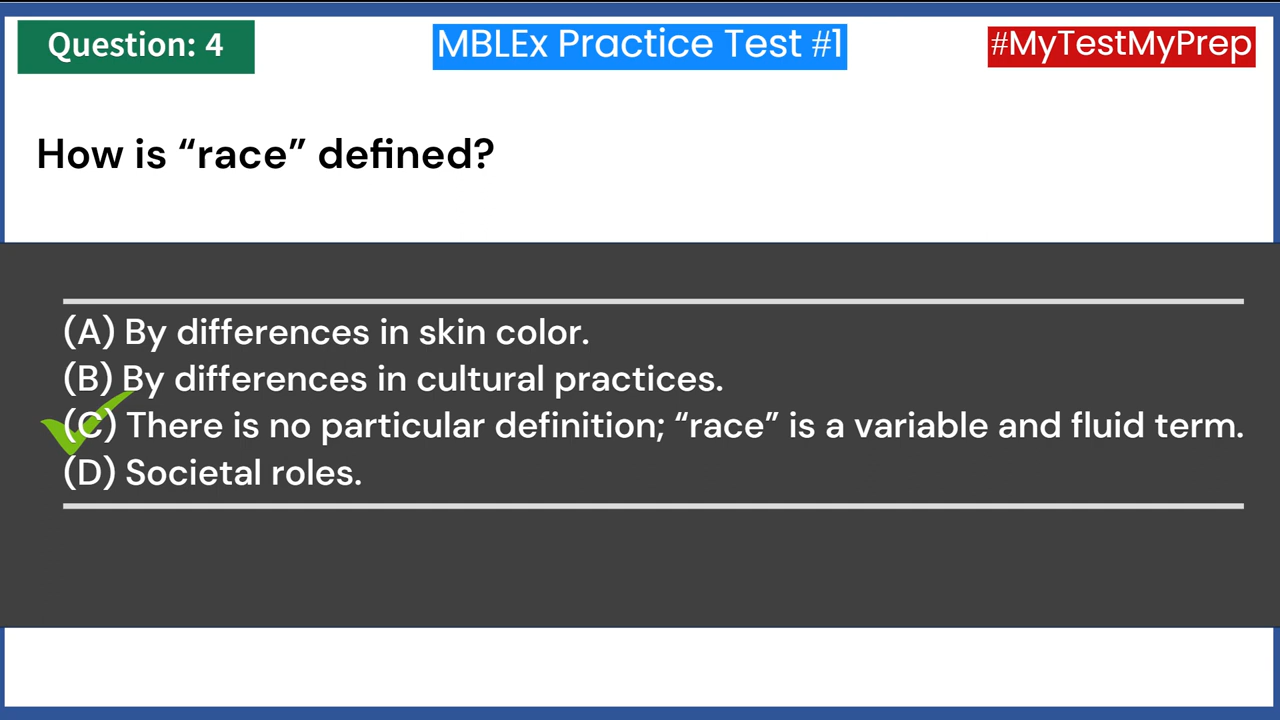 Question: 4
MBLEx Practice Test #1
#MyTestMyPrep
How is “race” defined?
(A) By differences in skin color.
(B) By differences in cultural practices.
(C) There is no particular definition; “race” is a variable and fluid term.
(D) Societal roles.